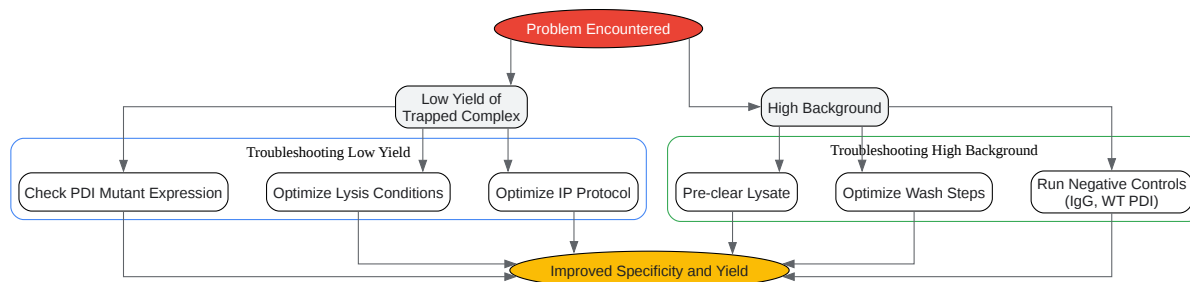 Problem Encountered
Low Yield of
Trapped Complex
High Background
Troubleshooting Low Yield
Troubleshooting High Background
Check PDI Mutant Expression
Optimize Lysis Conditions
Optimize IP Protocol
Pre-clear Lysate
Optimize Wash Steps
Run Negative Controls
(IgG, WT PDI)
Improved Specificity and Yield